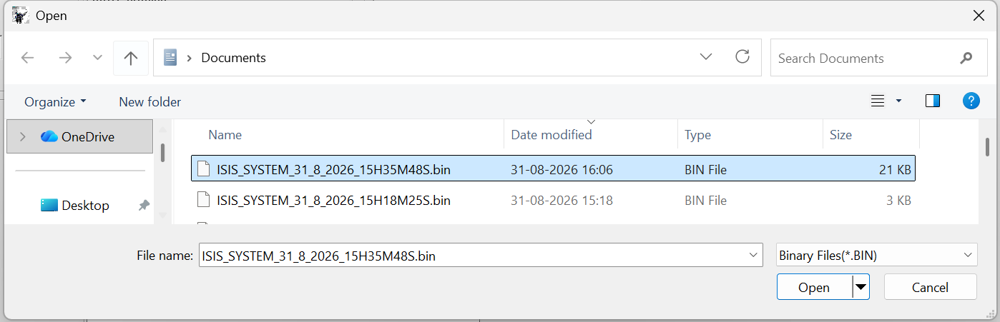 Open
Documents
Search Documents
Organize
New folder
?
OneDrive
Desktop
Name
Date modified
Type
Size
ISIS_SYSTEM_31_8_2026_15H35M48S.bin
31-08-2026 16:06
BIN File
21 KB
ISIS_SYSTEM_31_8_2026_15H18M25S.bin
31-08-2026 15:18
BIN File
3 KB
File name:
ISIS_SYSTEM_31_8_2026_15H35M48S.bin
Binary Files(*.BIN)
Open
Cancel